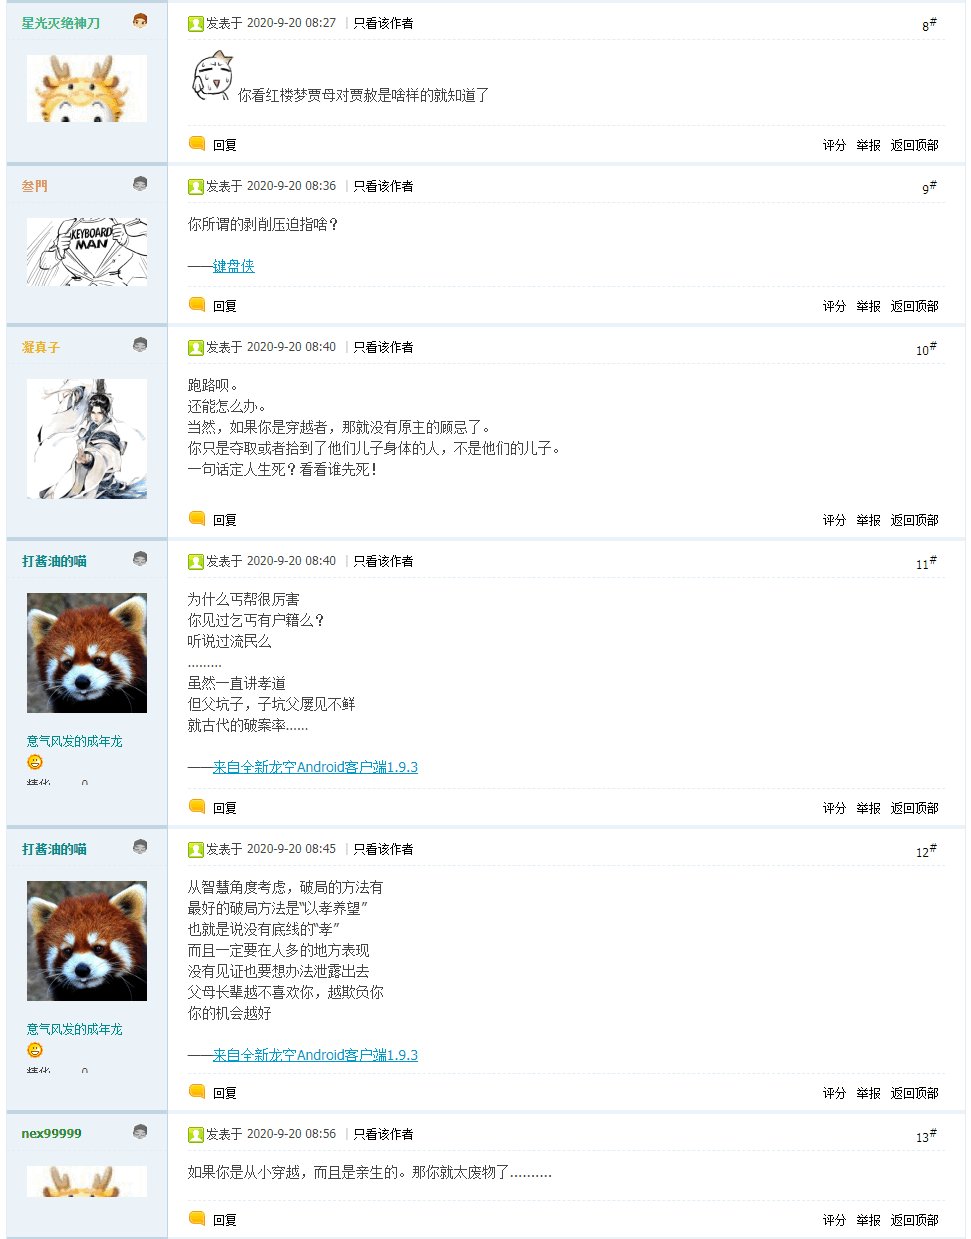 星光灭绝神刀
发表于 2020-9-20 08:27 |只看该作者
8#
你看红楼梦贾母对贾赦是啥样的就知道了
回复
评分 举报 返回顶部
叁門
发表于 2020-9-20 08:36 |只看该作者
9#
KEYBOARD
MAN
你所谓的剥削压迫指啥？
——键盘侠
回复
评分 举报 返回顶部
凝真子
发表于 2020-9-20 08:40 |只看该作者
10#
跑路呗。
还能怎么办。
当然，如果你是穿越者，那就没有原主的顾忌了。
你只是夺取或者拾到了他们儿子身体的人，不是他们的儿子。
一句话定人生死？看看谁先死！
回复
评分 举报 返回顶部
打酱油的喵
发表于 2020-9-20 08:40 |只看该作者
11#
为什么丐帮很厉害
你见过乞丐有户籍么？
听说过流民么
………
虽然一直讲孝道
但父坑子，子坑父屡见不鲜
就古代的破案率……
——来自全新龙空Android客户端1.9.3
意气风发的成年龙
精华 0
回复
评分 举报 返回顶部
打酱油的喵
发表于 2020-9-20 08:45 |只看该作者
12#
从智慧角度考虑，破局的方法有
最好的破局方法是“以孝养望”
也就是说没有底线的“孝”
而且一定要在人多的地方表现
没有见证也要想办法泄露出去
父母长辈越不喜欢你，越欺负你
你的机会越好
——来自全新龙空Android客户端1.9.3
意气风发的成年龙
精华 0
回复
评分 举报 返回顶部
nex99999
发表于 2020-9-20 08:56 |只看该作者
13#
如果你是从小穿越，而且是亲生的。那你就太废物了..........
回复
评分 举报 返回顶部